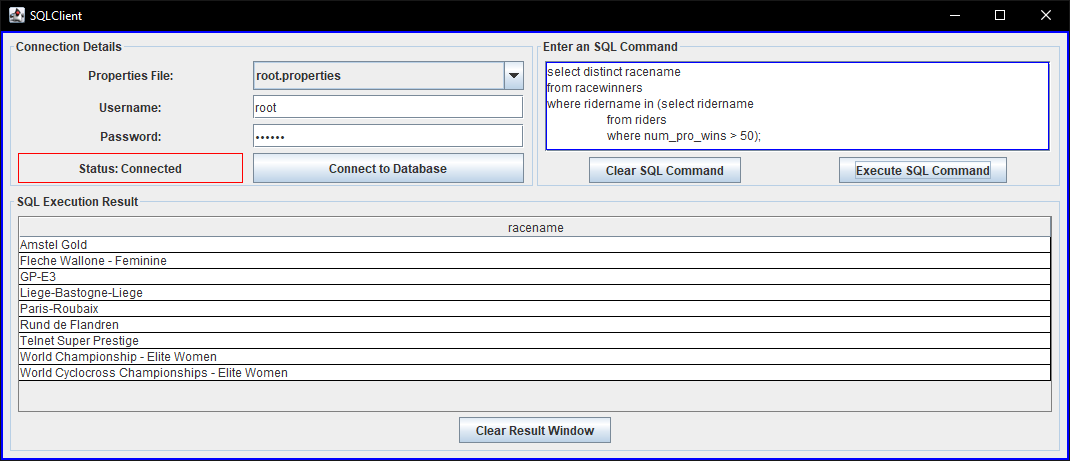 SQLClient
Connection Details
Properties File:
root.properties
Username:
root
Password:
••••••
Status: Connected
Connect to Database
Enter an SQL Command
select distinct racename
from racewinners
where ridername in (select ridername
from riders
where num_pro_wins > 50);
Clear SQL Command
Execute SQL Command
SQL Execution Result
racename
Amstel Gold
Fleche Wallone - Feminine
GP-E3
Liege-Bastogne-Liege
Paris-Roubaix
Rund de Flandren
Telnet Super Prestige
World Championship - Elite Women
World Cyclocross Championships - Elite Women
Clear Result Window